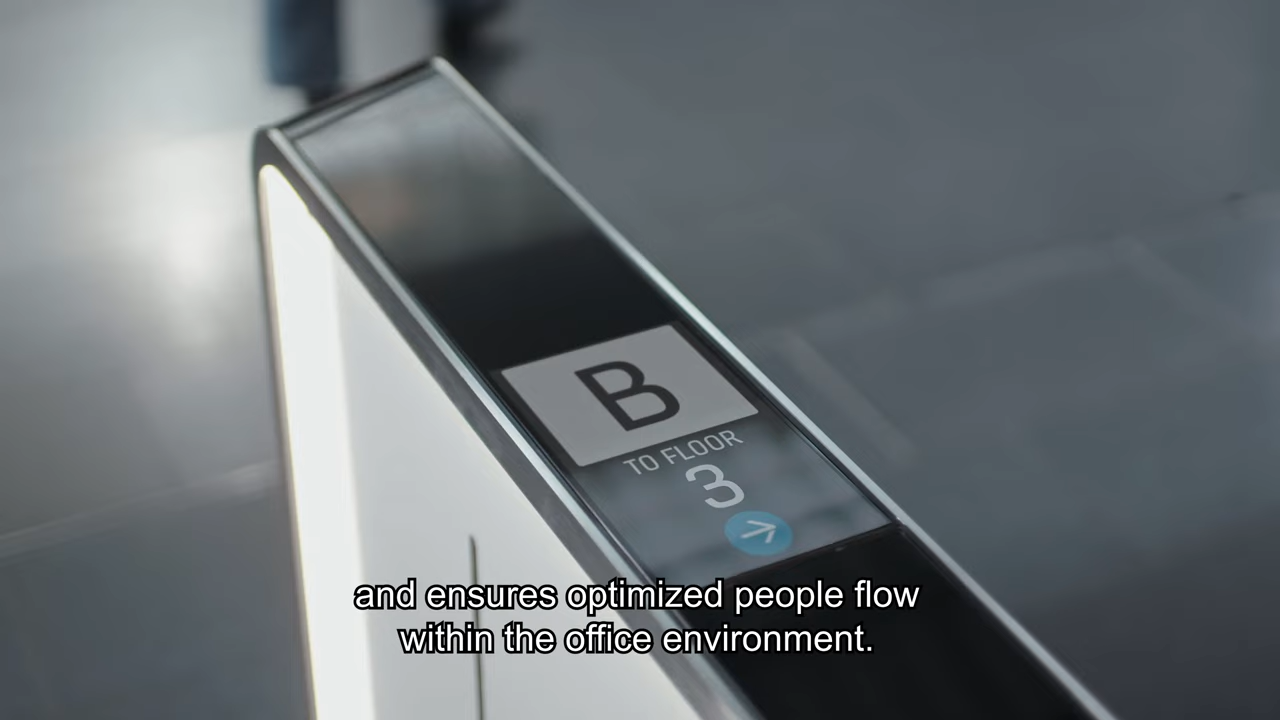 B
TO FLOOR
3
and ensures optimized people flow
within the office environment.